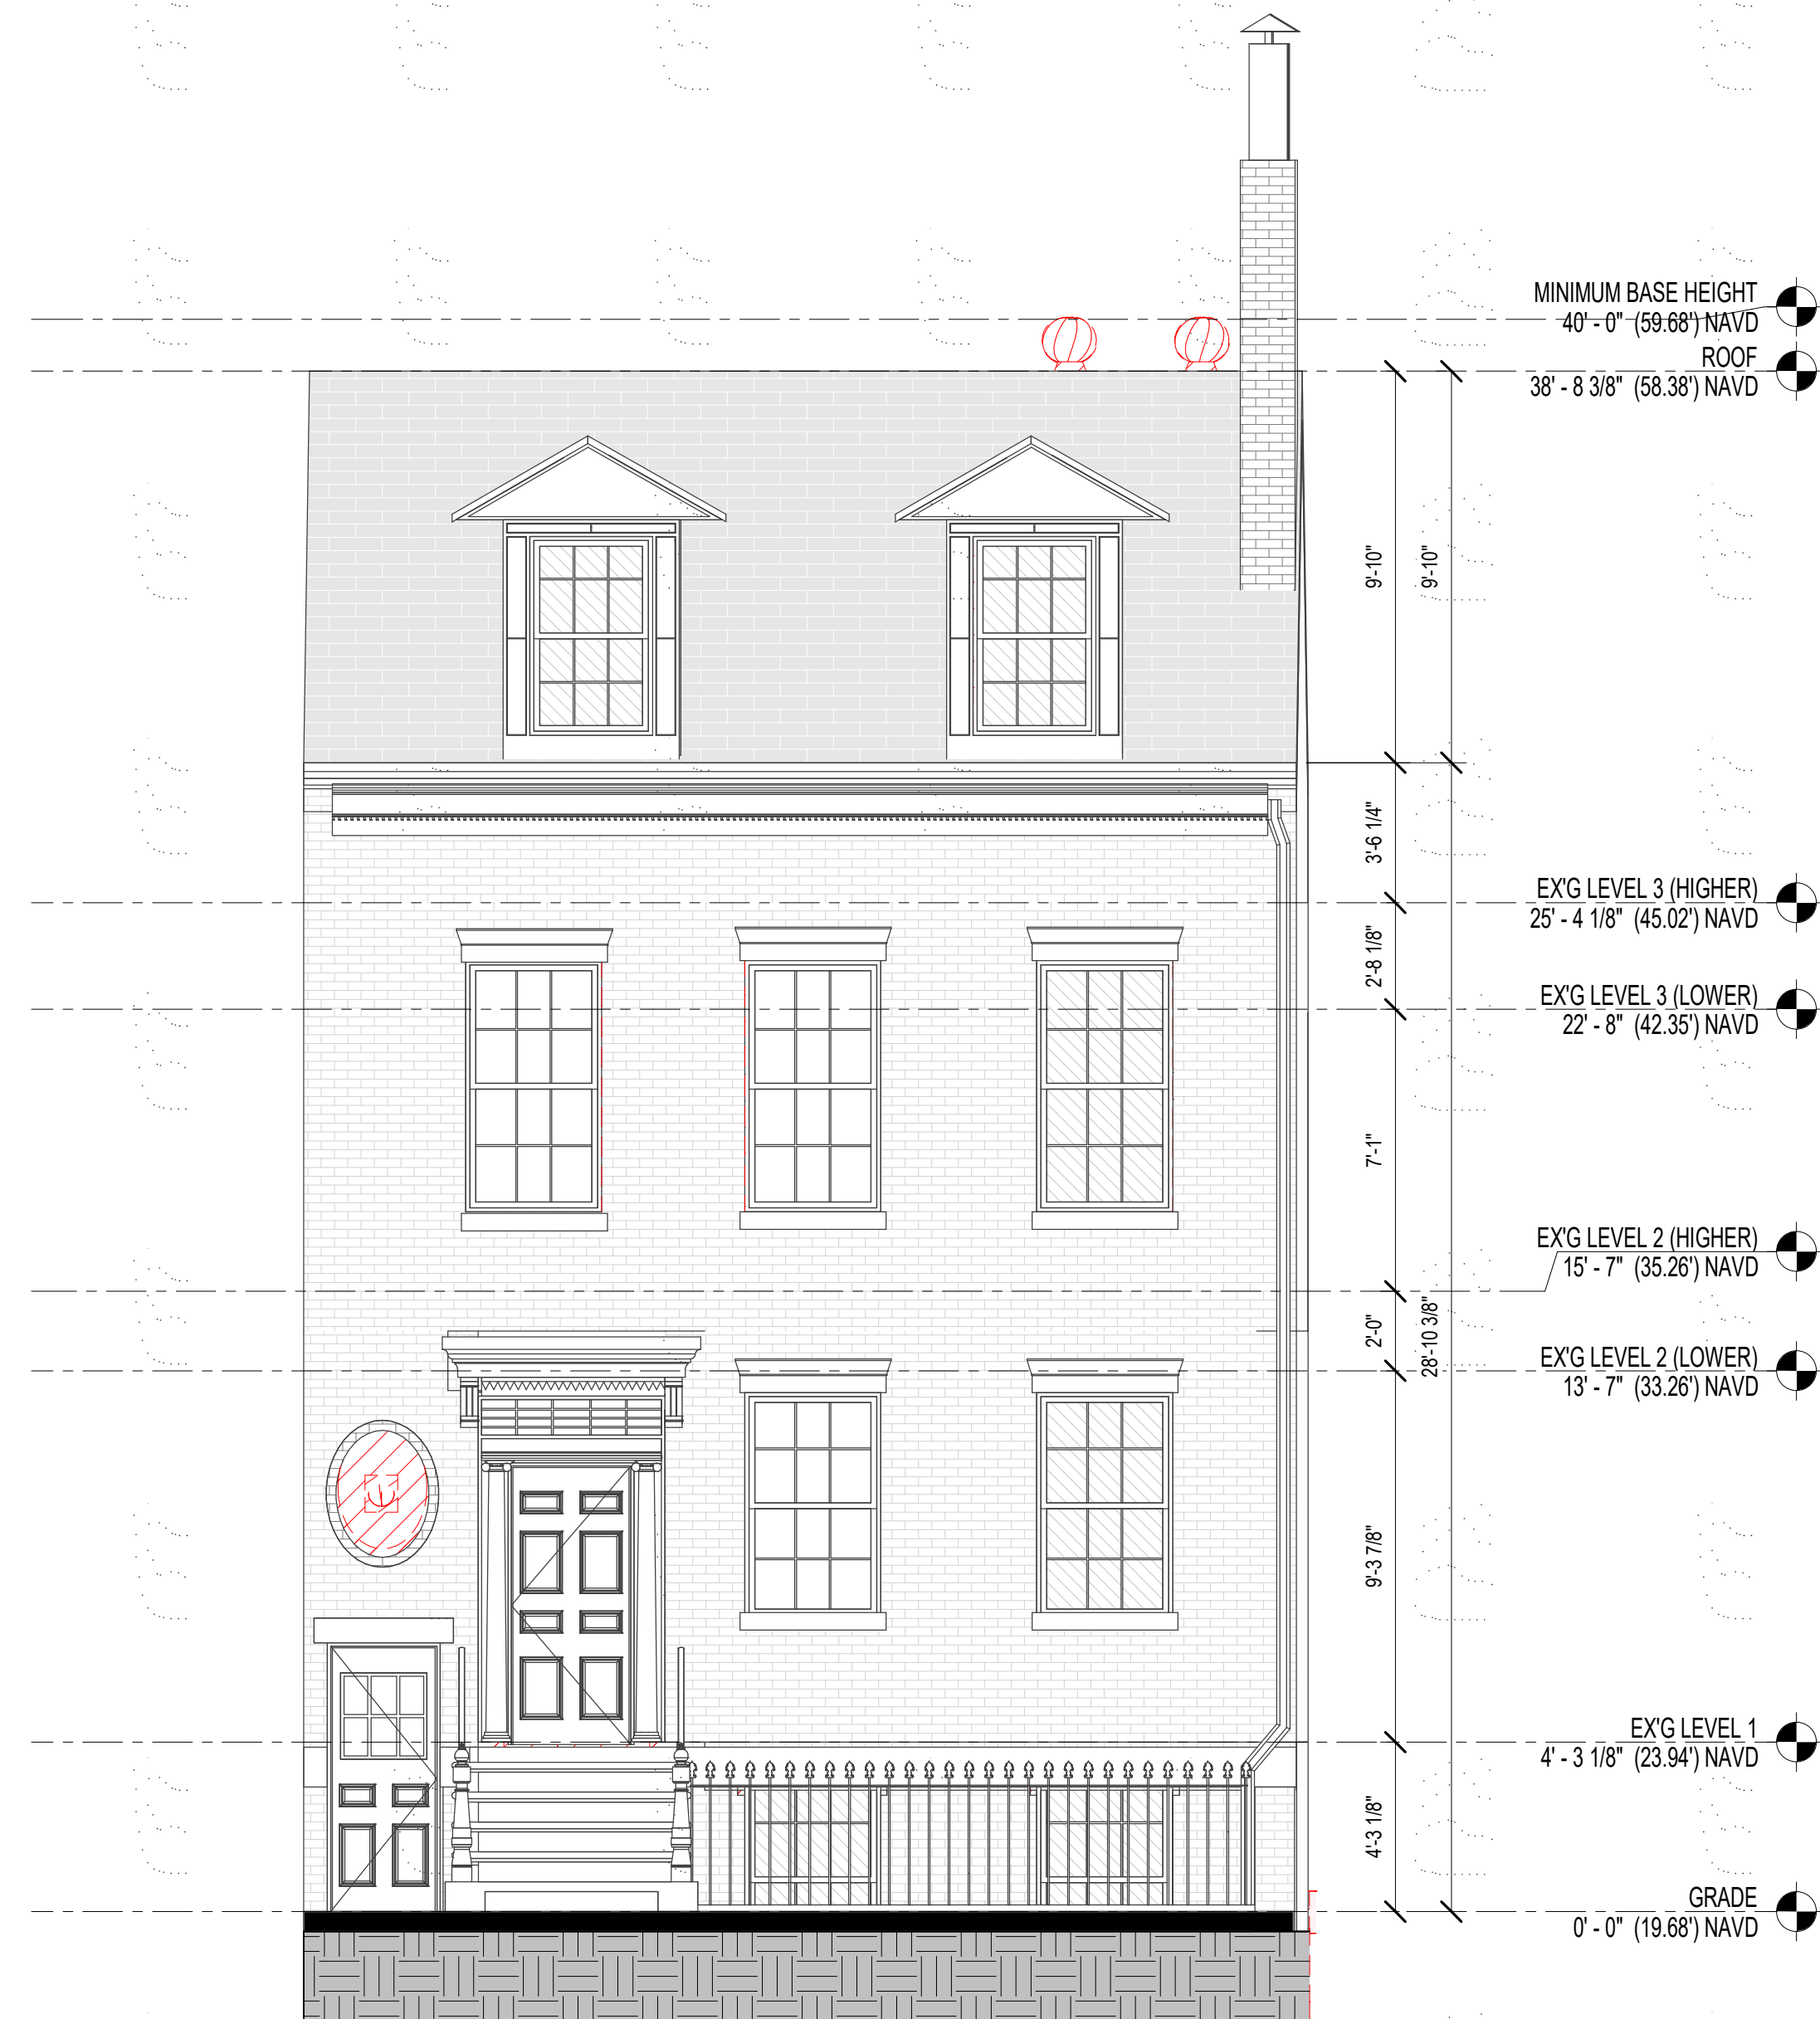 MINIMUM BASE HEIGHT
40' - 0" (59.68') NAVD
ROOF
38' - 8 3/8" (58.38') NAVD
9'-10"
9'-10"
3'-6 1/4"
EX'G LEVEL 3 (HIGHER)
25' - 4 1/8" (45.02') NAVD
2'-8 1/8"
EX'G LEVEL 3 (LOWER)
22' - 8" (42.35') NAVD
7'-1"
EX'G LEVEL 2 (HIGHER)
15' - 7" (35.26') NAVD
2'-0"
28'-10 3/8"
EX'G LEVEL 2 (LOWER)
13' - 7" (33.26') NAVD
9'-3 7/8"
EX'G LEVEL 1
4' - 3 1/8" (23.94') NAVD
4'-3 1/8"
GRADE
0' - 0" (19.68') NAVD